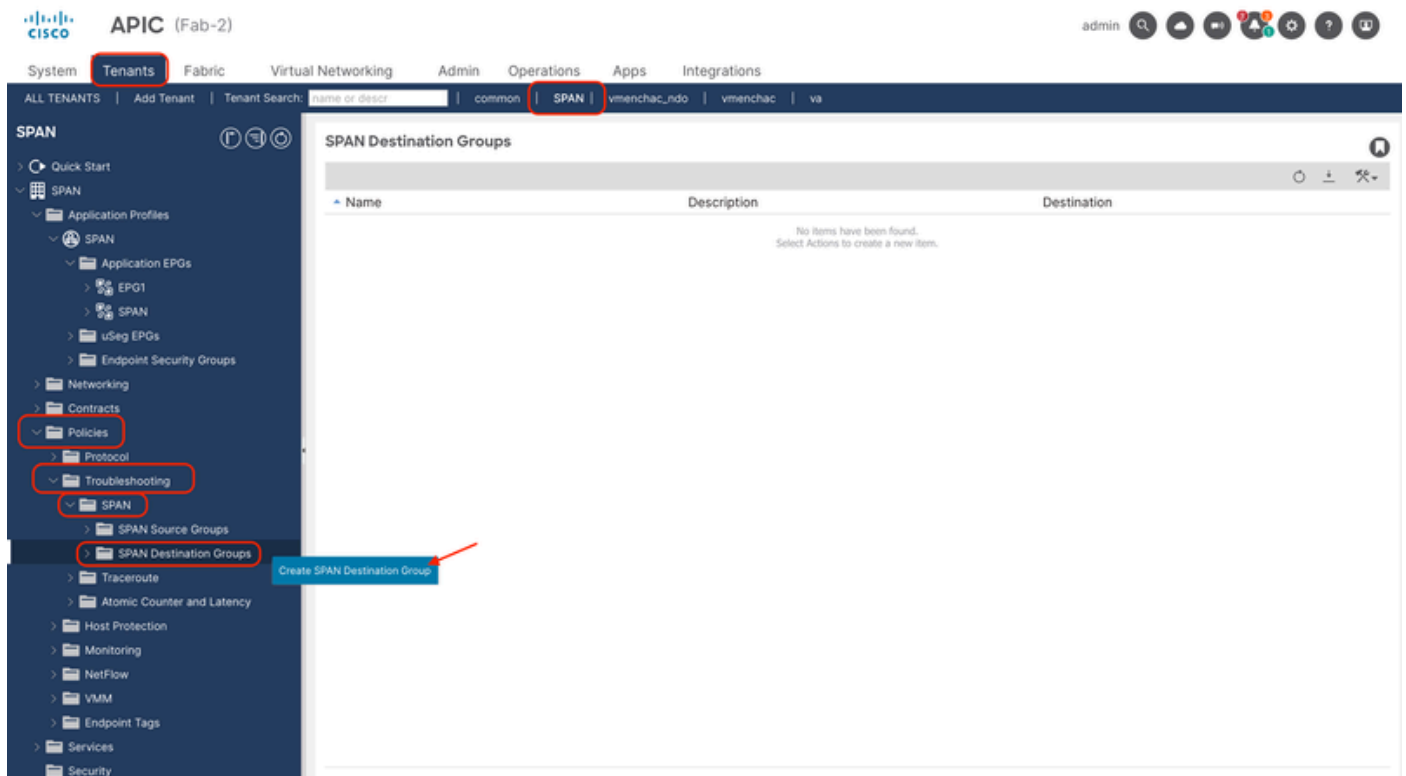 CISCO
APIC (Fab-2)
admin
System Tenants Fabric Virtual Networking Admin Operations Apps Integrations
ALL TENANTS | Add Tenant | Tenant Search: name or descr | common | SPAN | vmenchac_ndo | vmenchac | va
SPAN
Quick Start
SPAN
Application Profiles
SPAN
Application EPGs
EPG1
SPAN
uSeg EPGs
Endpoint Security Groups
Networking
Contracts
Policies
Protocol
Troubleshooting
SPAN
SPAN Source Groups
SPAN Destination Groups
Create SPAN Destination Group
Traceroute
Atomic Counter and Latency
Host Protection
Monitoring
NetFlow
VMM
Endpoint Tags
Services
Security
SPAN Destination Groups
Name Description Destination
No items have been found.
Select Actions to create a new item.